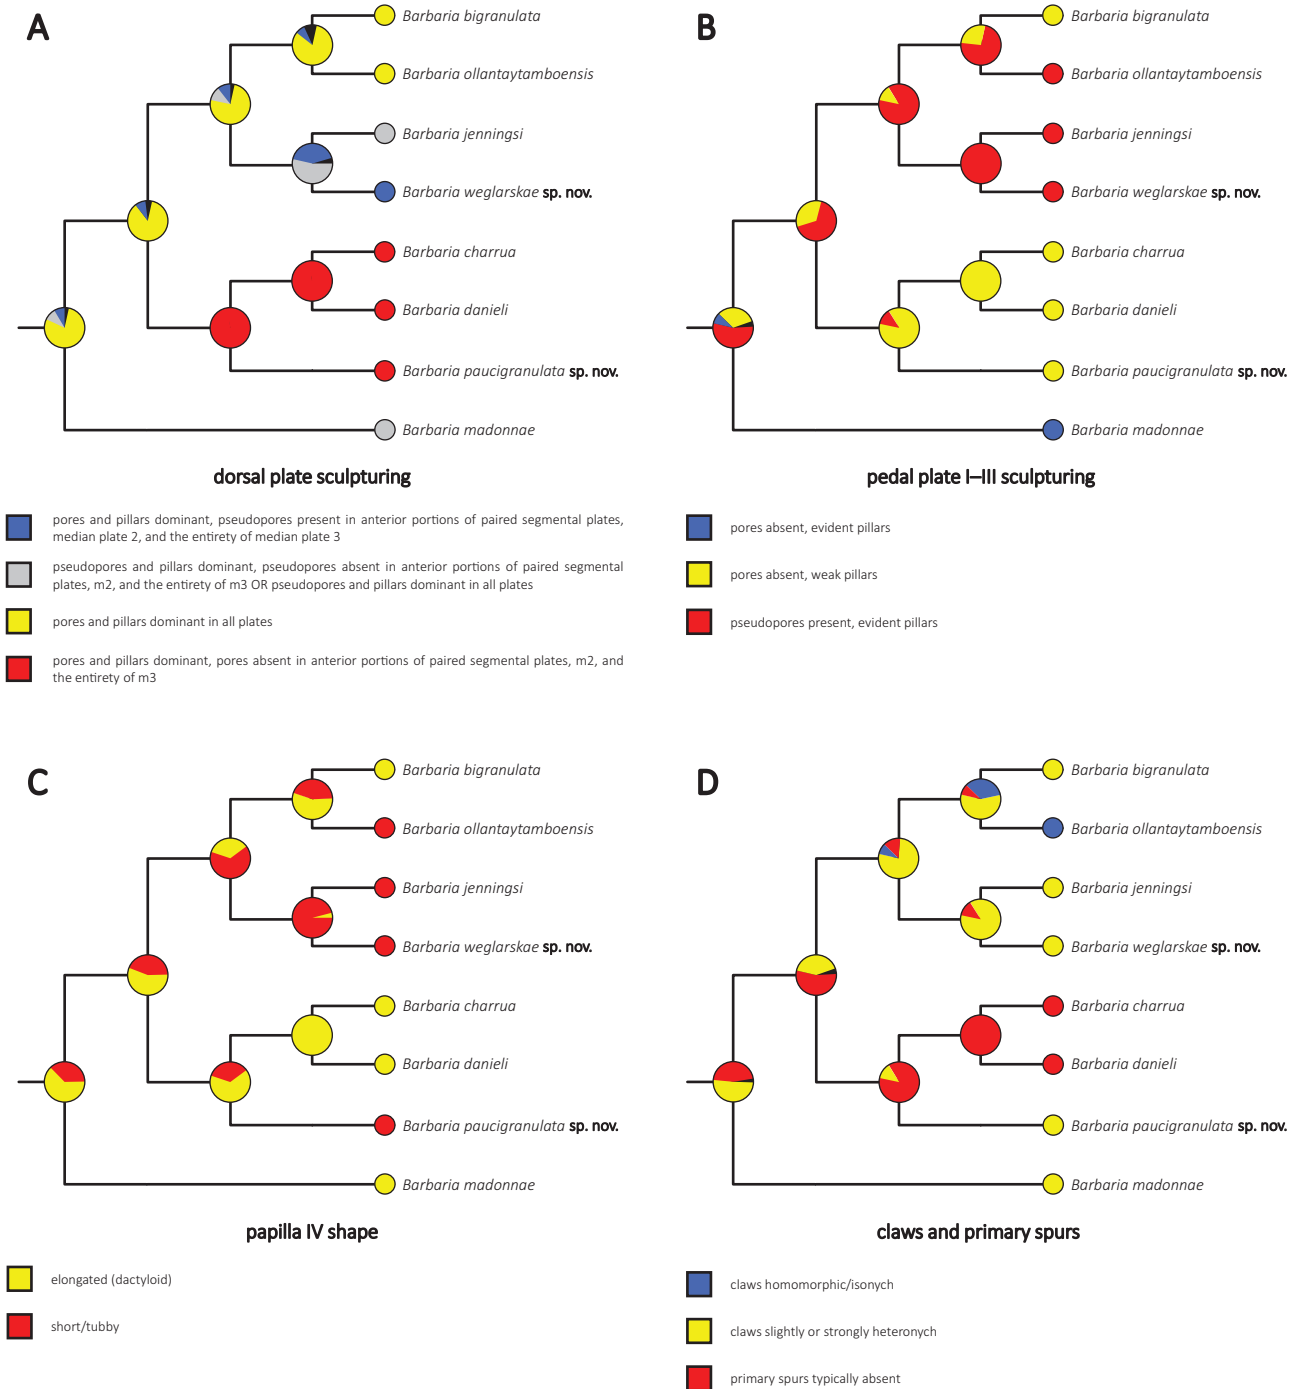 A
Barbaria bigranulata
Barbaria ollantaytamboensis
Barbaria jenningsi
Barbaria weglarskae sp. nov.
Barbaria charrua
Barbaria danieli
Barbaria paucigranulata sp. nov.
Barbaria madonnae
dorsal plate sculpturing
pores and pillars dominant, pseudopores present in anterior portions of paired segmental plates,
median plate 2, and the entirety of median plate 3
pseudopores and pillars dominant, pseudopores absent in anterior portions of paired segmental
plates, m2, and the entirety of m3 OR pseudopores and pillars dominant in all plates
pores and pillars dominant in all plates
pores and pillars dominant, pores absent in anterior portions of paired segmental plates, m2, and
the entirety of m3
B
Barbaria bigranulata
Barbaria ollantaytamboensis
Barbaria jenningsi
Barbaria weglarskae sp. nov.
Barbaria charrua
Barbaria danieli
Barbaria paucigranulata sp. nov.
Barbaria madonnae
pedal plate I–III sculpturing
pores absent, evident pillars
pores absent, weak pillars
pseudopores present, evident pillars
C
Barbaria bigranulata
Barbaria ollantaytamboensis
Barbaria jenningsi
Barbaria weglarskae sp. nov.
Barbaria charrua
Barbaria danieli
Barbaria paucigranulata sp. nov.
Barbaria madonnae
papilla IV shape
elongated (dactyloid)
short/tubby
D
Barbaria bigranulata
Barbaria ollantaytamboensis
Barbaria jenningsi
Barbaria weglarskae sp. nov.
Barbaria charrua
Barbaria danieli
Barbaria paucigranulata sp. nov.
Barbaria madonnae
claws and primary spurs
claws homomorphic/isonych
claws slightly or strongly heteronych
primary spurs typically absent